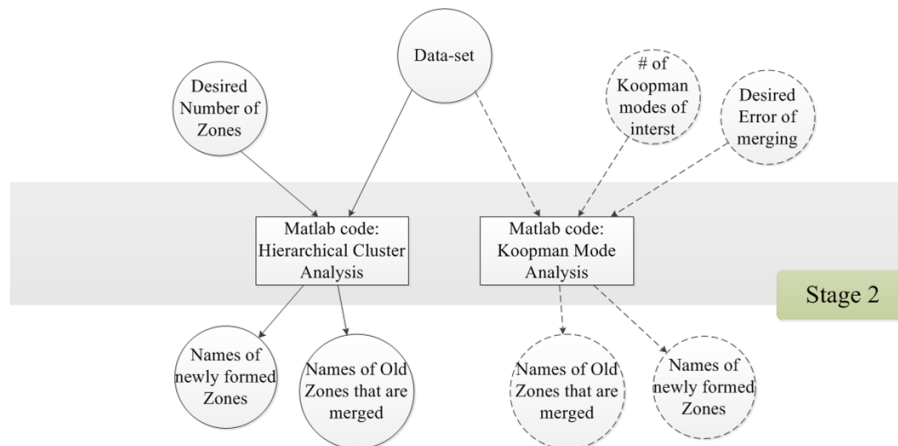 Data-set
Desired
Number of
Zones
# of
Koopman
modes of
interst
Desired
Error of
merging
Matlab code:
Hierarchical Cluster
Analysis
Matlab code:
Koopman Mode
Analysis
Stage 2
Names of
newly formed
Zones
Names of Old
Zones that are
merged
Names of Old
Zones that are
merged
Names of
newly formed
Zones